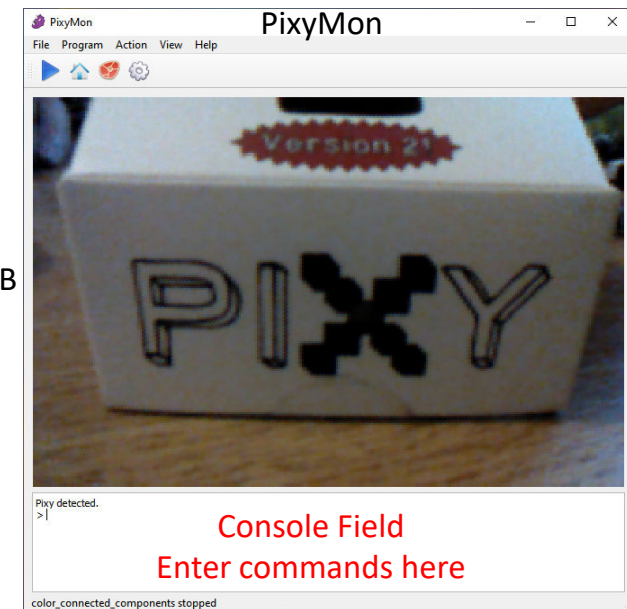 PixyMon
PixyMon
File Program Action View Help
Version 2!
PIXY
B
Pixy detected.
>
Console Field
Enter commands here
color_connected_components stopped